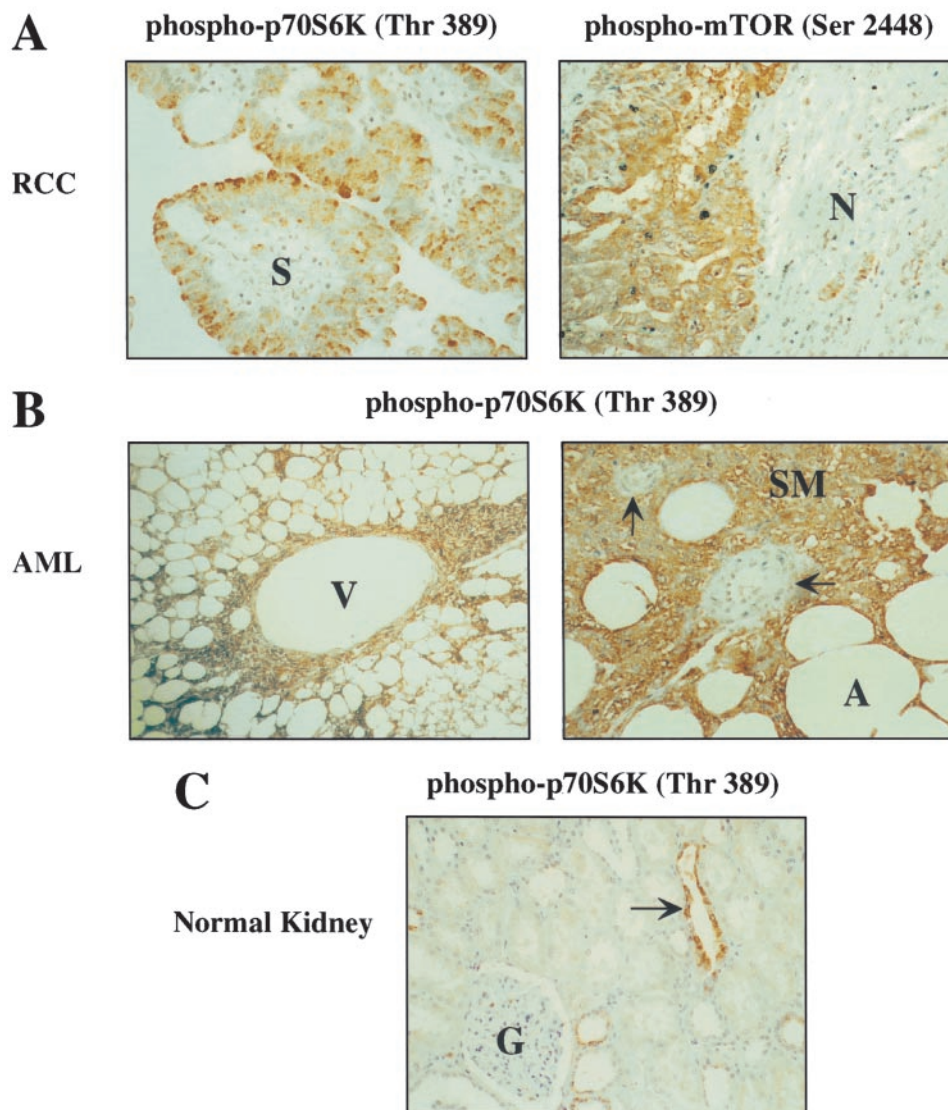 A
phospho-p70S6K (Thr 389)
phospho-mTOR (Ser 2448)
RCC
S
N
B
phospho-p70S6K (Thr 389)
AML
V
SM
A
C
phospho-p70S6K (Thr 389)
Normal Kidney
G